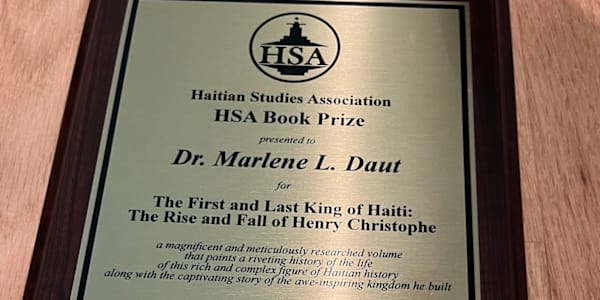 HSA
Haitian Studies Association
HSA Book Prize
presented to
Dr. Marlene L. Daut
for
The First and Last King of Haiti:
The Rise and Fall of Henry Christophe
a magnificent and meticulously researched volume
that paints a riveting history of the life
of this rich and complex figure of Haitian history
along with the captivating story of the awe-inspiring kingdom he built